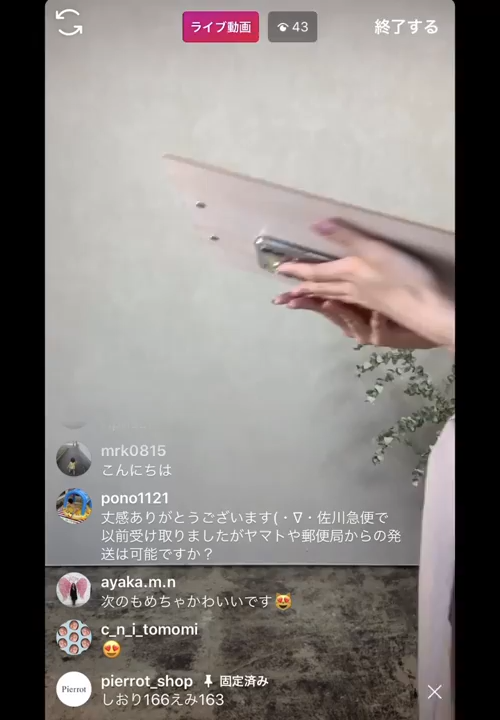 ライブ動画 43 終了する
mrk0815
こんにちは
pono1121
丈感ありがとうございます(・∇・佐川急便で
以前受け取りましたがヤマトや郵便局からの発
送は可能ですか？
ayaka.m.n
次のもめちゃかわいいです😻
c_n_i_tomomi
😍
Pierrot
pierrot_shop 固定済み
しおり166えみ163